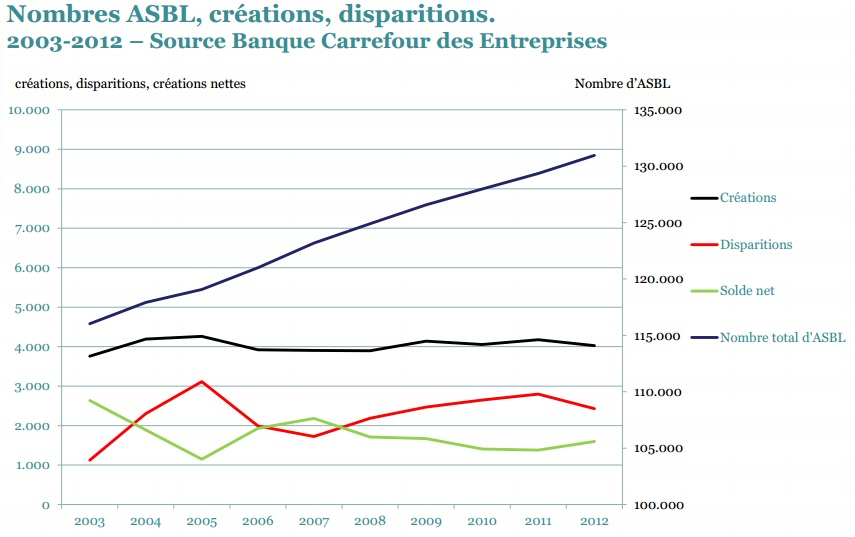 Nombres ASBL, créations, disparitions.
2003-2012 – Source Banque Carrefour des Entreprises
créations, disparitions, créations nettes
Nombre d'ASBL
10.000
9.000
8.000
7.000
6.000
5.000
4.000
3.000
2.000
1.000
0
135.000
130.000
125.000
120.000
115.000
110.000
105.000
100.000
2003 2004 2005 2006 2007 2008 2009 2010 2011 2012
Créations
Disparitions
Solde net
Nombre total d'ASBL